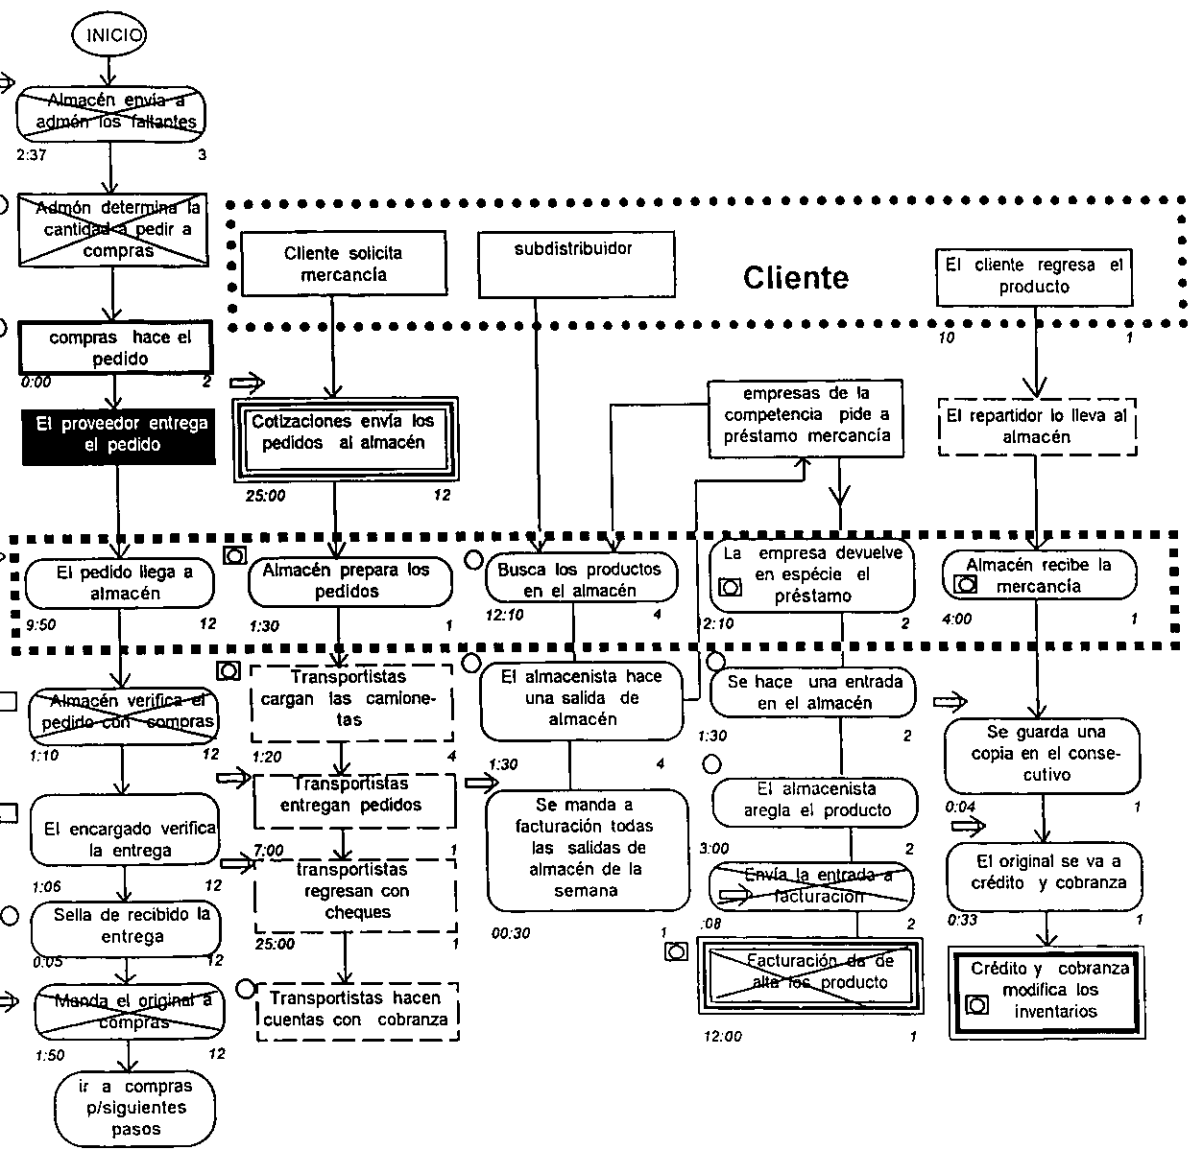 INICIO
Almacén envía a
admón los faltantes
2:37 3
Admón determina la
cantidad a pedir a
compras
compras hace el
pedido
0:00 2
El proveedor entrega
el pedido
El pedido llega a
almacén
9:50 12
Almacén verifica el
pedido con compras
1:10 12
El encargado verifica
la entrega
1:06 12
Sella de recibido la
entrega
0:05 12
Manda el original a
compras
1:50 12
ir a compras
p/siguientes
pasos
Cliente solicita
mercancía
Cotizaciones envía los
pedidos al almacén
25:00 12
Almacén prepara los
pedidos
1:30 1
Transportistas
cargan las camione-
tas
1:20 4
Transportistas
entregan pedidos
7:00 1
transportistas
regresan con
cheques
25:00 1
Transportistas hacen
cuentas con cobranza
subdistribuidor
Busca los productos
en el almacén
12:10 4
El almacenista hace
una salida de
almacén
1:30 4
Se manda a
facturación todas
las salidas de
almacén de la
semana
00:30 1
Cliente
empresas de la
competencia pide a
préstamo mercancía
La empresa devuelve
en espécie el
préstamo
2:10 2
Se hace una entrada
en el almacén
1:30 2
El almacenista
aregla el producto
3:00 2
Envía la entrada a
facturación
:08 2
Facturación da de
alta los producto
12:00 1
El cliente regresa el
producto
10 1
El repartidor lo lleva al
almacén
Almacén recibe la
mercancía
4:00 1
Se guarda una
copia en el conse-
cutivo
0:04 1
El original se va a
crédito y cobranza
0:33 1
Crédito y cobranza
modifica los
inventarios